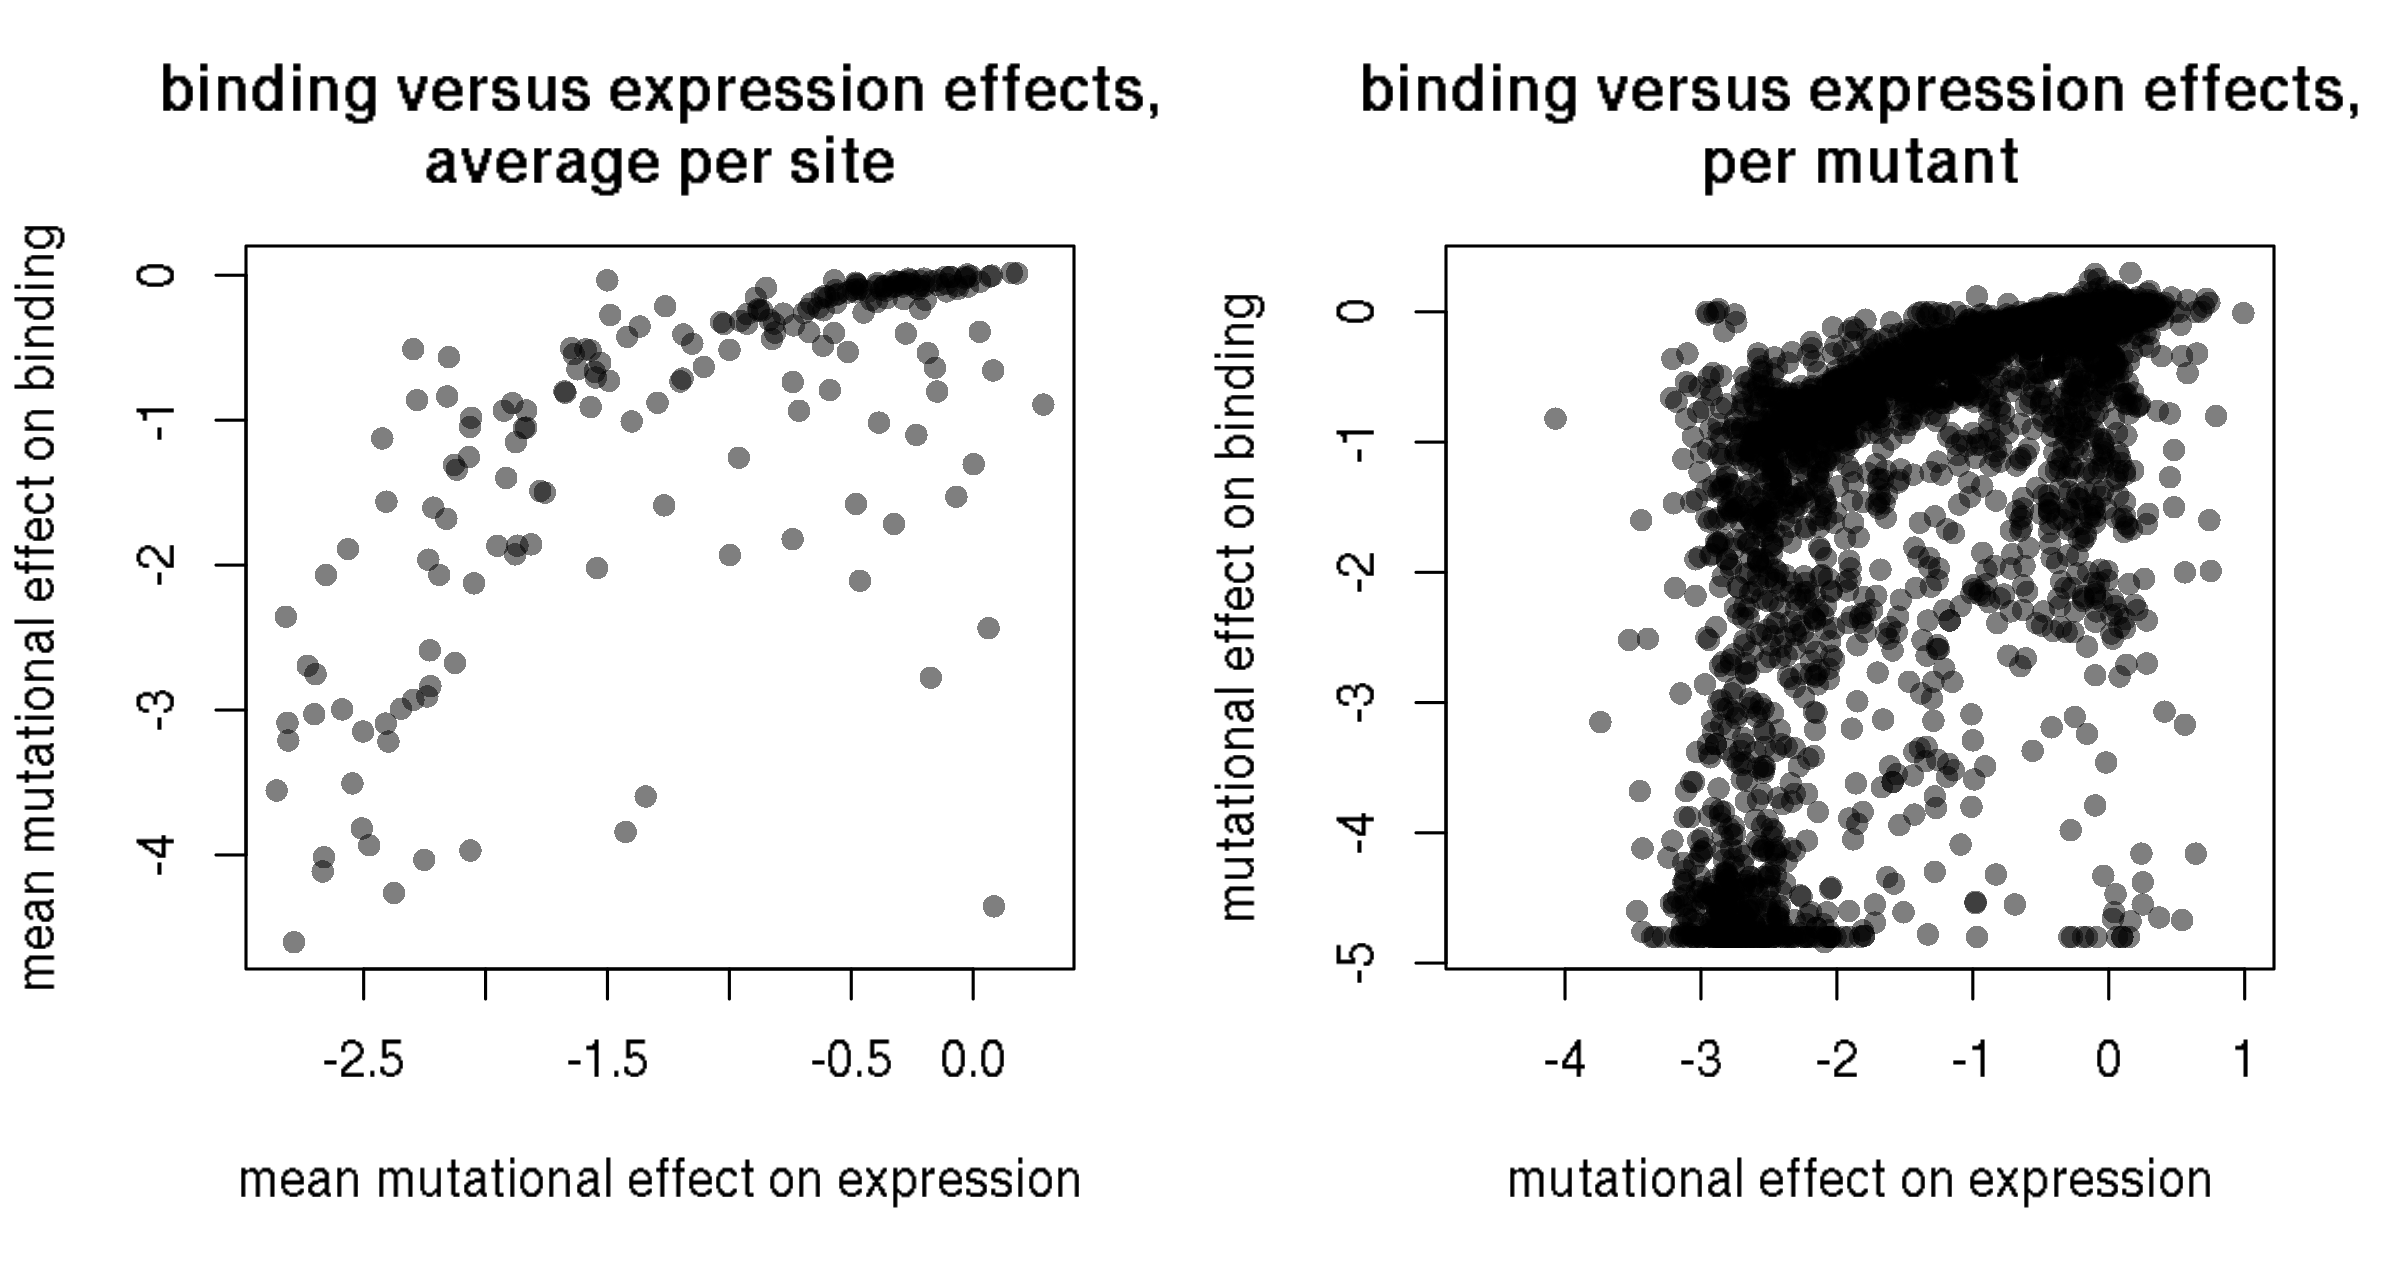 binding versus expression effects,
average per site
mean mutational effect on binding
0
-1
-2
-3
-4
-2.5
-1.5
-0.5
0.0
mean mutational effect on expression
binding versus expression effects,
per mutant
mutational effect on binding
0
-1
-2
-3
-4
-5
-4
-3
-2
-1
0
1
mutational effect on expression